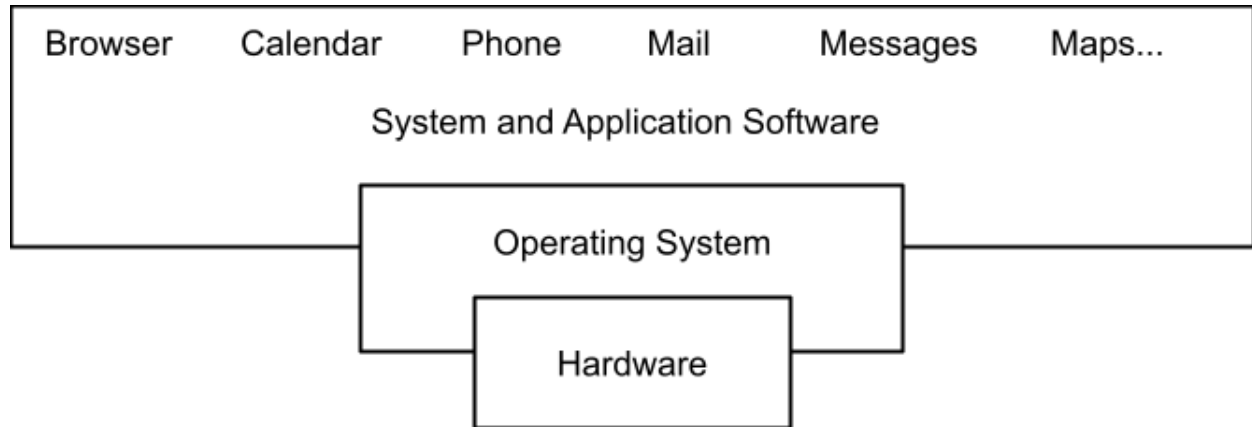 Browser Calendar Phone Mail Messages Maps...
System and Application Software
Operating System
Hardware